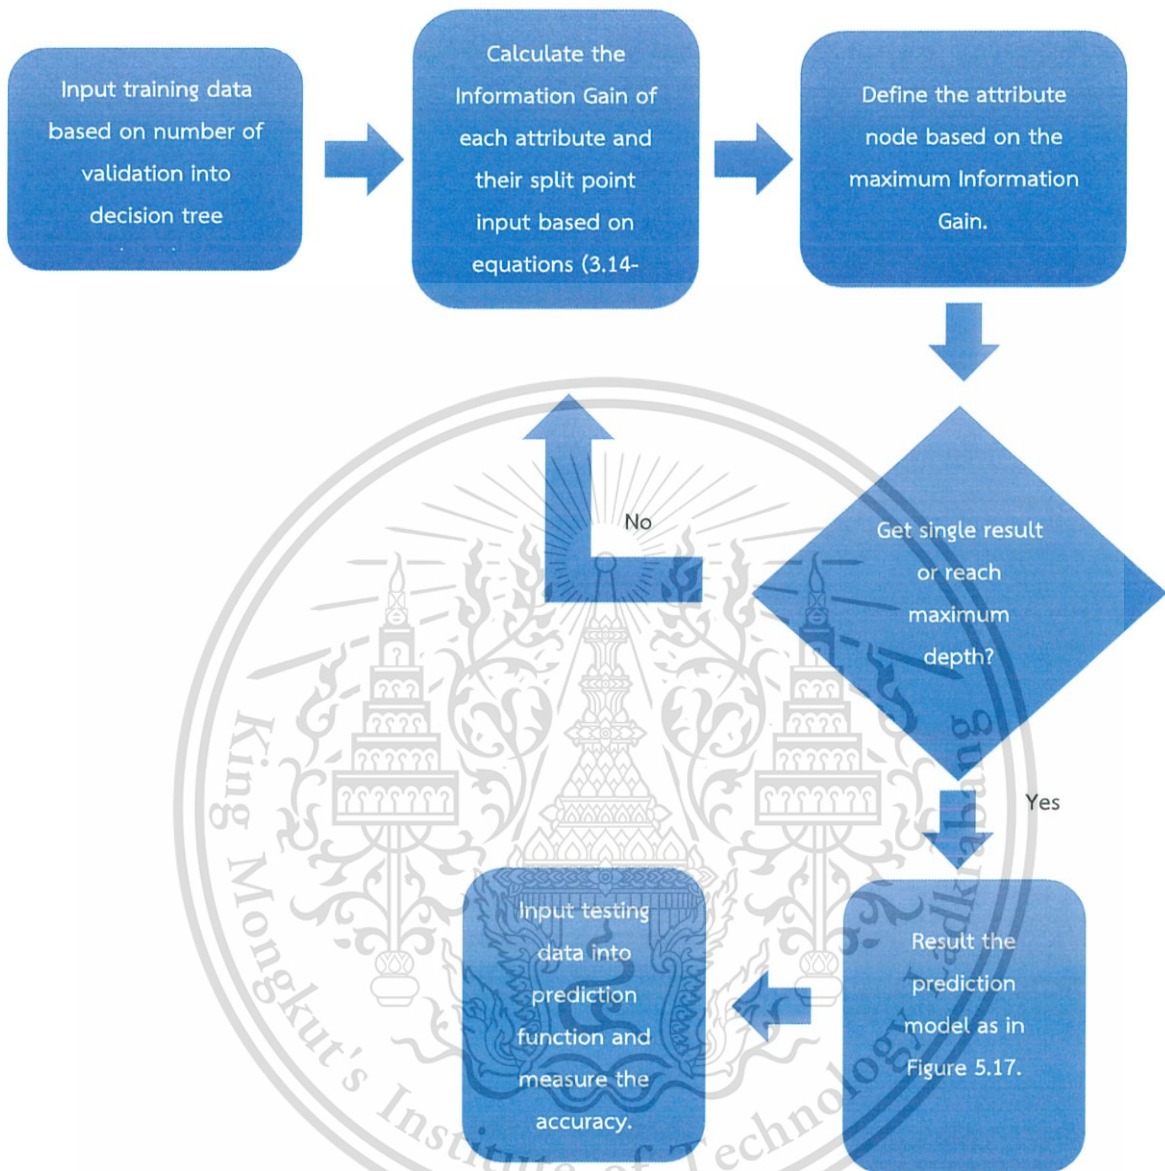 Input training data
based on number of
validation into
decision tree
Calculate the
Information Gain of
each attribute and
their split point
input based on
equations (3.14-
Define the attribute
node based on the
maximum Information
Gain.
Get single result
or reach
maximum
depth?
No
Yes
Result the
prediction
model as in
Figure 5.17.
Input testing
data into
prediction
function and
measure the
accuracy.
King Mongkut's Institute of Technology Ladkrabang